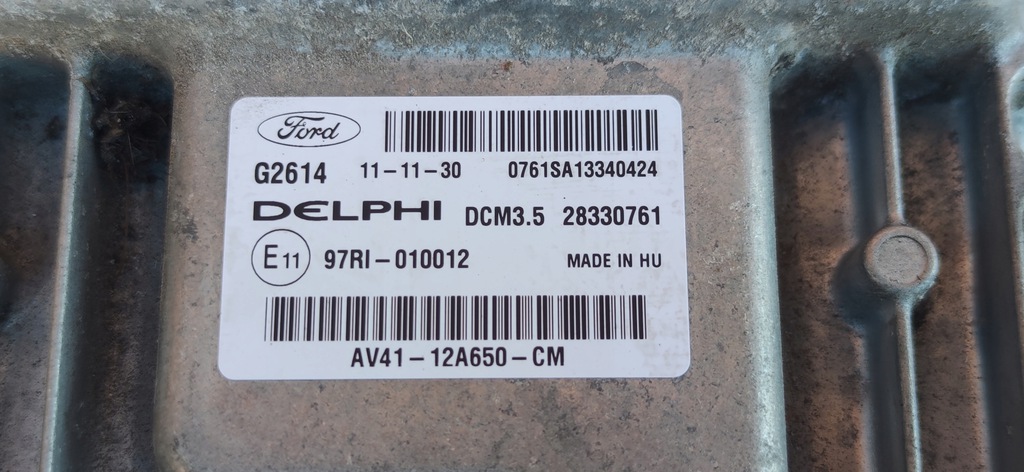 Ford
G2614 11-11-30 0761SA13340424
DELPHI DCM3.5 28330761
E11 97RI-010012 MADE IN HU
AV41-12A650-CM